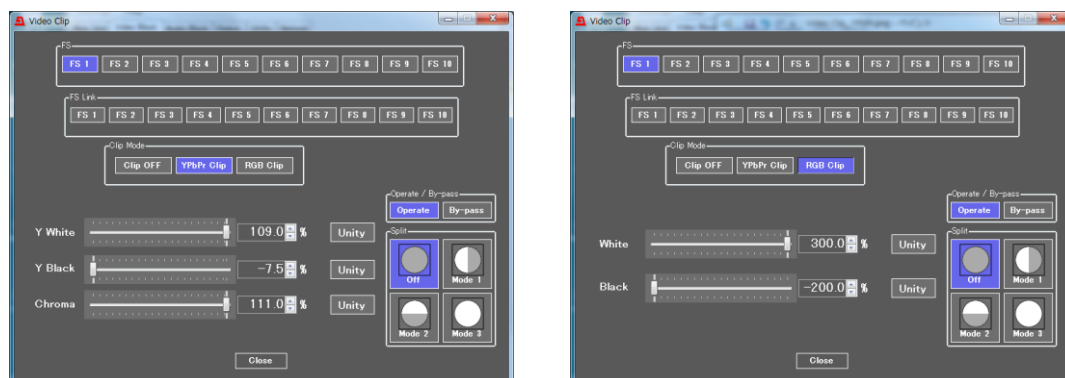 Video Clip
FS
FS 1 FS 2 FS 3 FS 4 FS 5 FS 6 FS 7 FS 8 FS 9 FS 10
FS Link
FS 1 FS 2 FS 3 FS 4 FS 5 FS 6 FS 7 FS 8 FS 9 FS 10
Clip Mode
Clip OFF YPbPr Clip RGB Clip
Operate / By-pass
Operate By-pass
Y White 109.0 % Unity
Y Black -7.5 % Unity
Chroma 111.0 % Unity
Split
Off Mode 1
Mode 2 Mode 3
Close
Video Clip
FS
FS 1 FS 2 FS 3 FS 4 FS 5 FS 6 FS 7 FS 8 FS 9 FS 10
FS Link
FS 1 FS 2 FS 3 FS 4 FS 5 FS 6 FS 7 FS 8 FS 9 FS 10
Clip Mode
Clip OFF YPbPr Clip RGB Clip
Operate / By-pass
Operate By-pass
White 300.0 % Unity
Black -200.0 % Unity
Split
Off Mode 1
Mode 2 Mode 3
Close